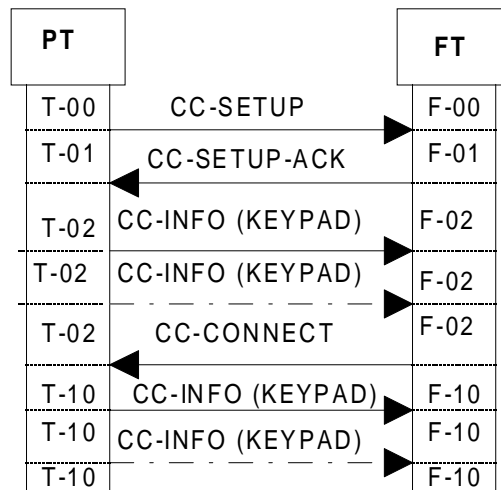 PT FT
T-00 CC-SETUP F-00
T-01 CC-SETUP-ACK F-01
T-02 CC-INFO (KEYPAD) F-02
T-02 CC-INFO (KEYPAD) F-02
T-02 CC-CONNECT F-02
T-10 CC-INFO (KEYPAD) F-10
T-10 CC-INFO (KEYPAD) F-10
T-10 F-10